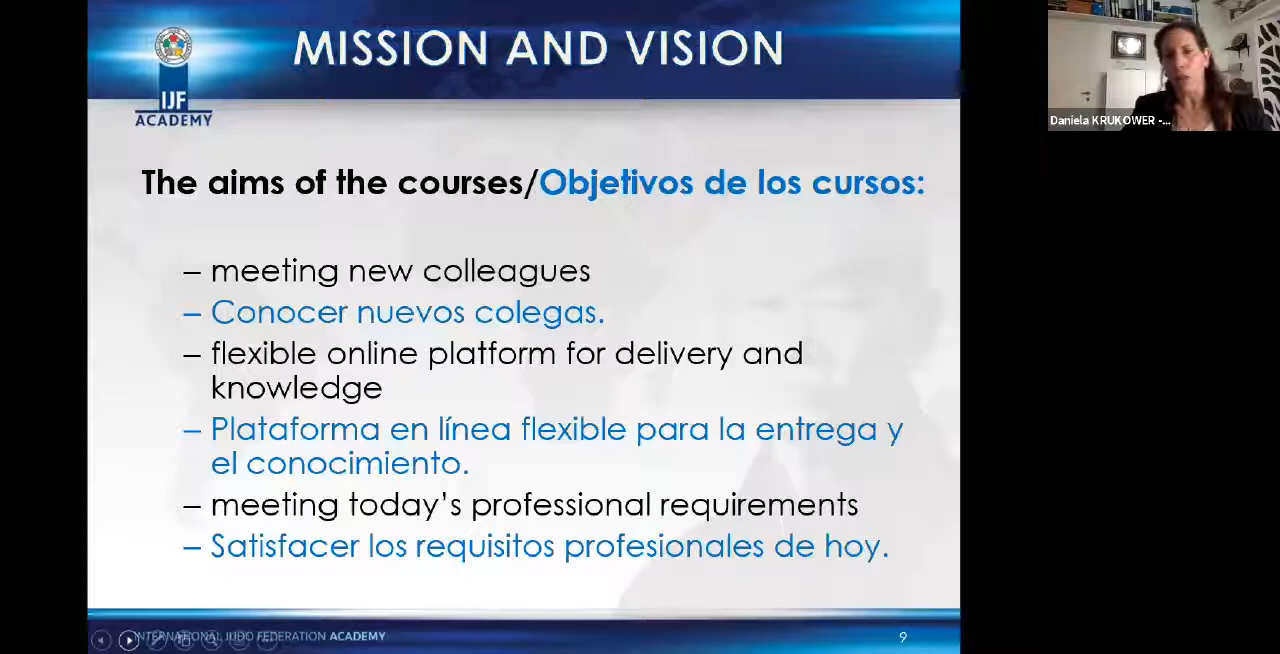 MISSION AND VISION
IJF
ACADEMY
Daniela KRUKOWER -...
The aims of the courses/Objetivos de los cursos:
– meeting new colleagues
– Conocer nuevos colegas.
– flexible online platform for delivery and
knowledge
– Plataforma en línea flexible para la entrega y
el conocimiento.
– meeting today's professional requirements
– Satisfacer los requisitos profesionales de hoy.
INTERNATIONAL JUDO FEDERATION ACADEMY
9